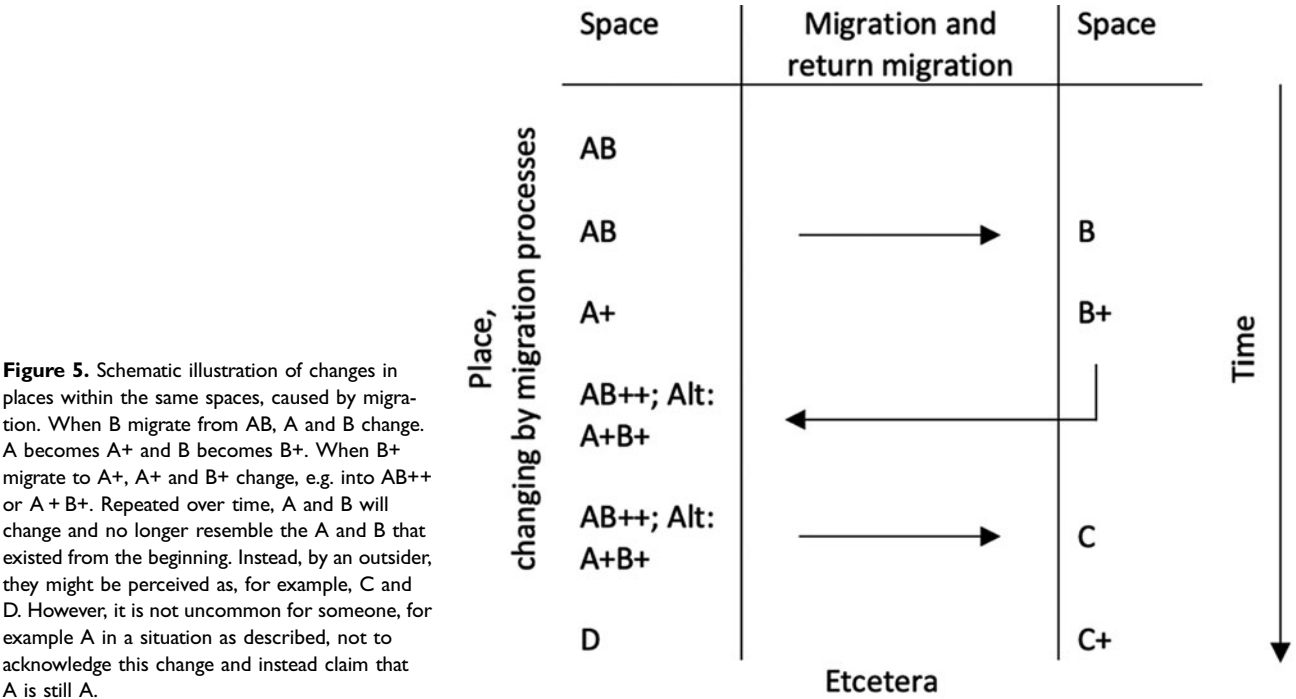 Figure 5. Schematic illustration of changes in
places within the same spaces, caused by migra-
tion. When B migrate from AB, A and B change.
A becomes A+ and B becomes B+. When B+
migrate to A+, A+ and B+ change, e.g. into AB++
or A + B+. Repeated over time, A and B will
change and no longer resemble the A and B that
existed from the beginning. Instead, by an outsider,
they might be perceived as, for example, C and
D. However, it is not uncommon for someone, for
example A in a situation as described, not to
acknowledge this change and instead claim that
A is still A.
Place,
changing by migration processes
Space
Migration and
return migration
Space
AB
AB
B
A+
B+
AB++; Alt:
A+B+
AB++; Alt:
A+B+
C
D
C+
Etcetera
Time